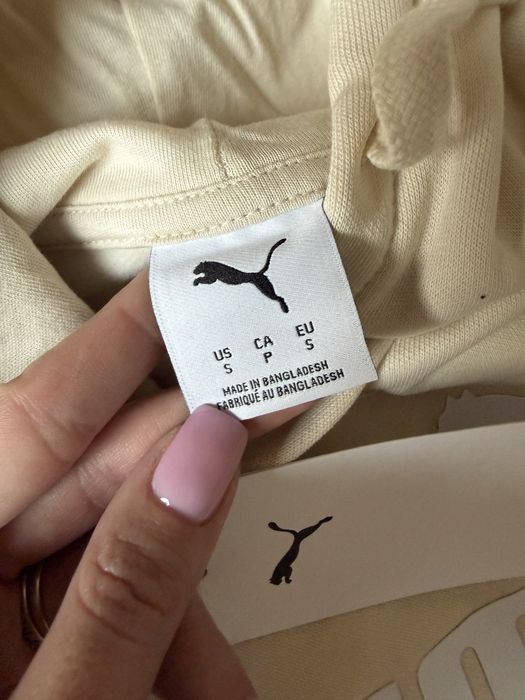 US CA EU
S P S
MADE IN BANGLADESH
FABRIQUÉ AU BANGLADESH